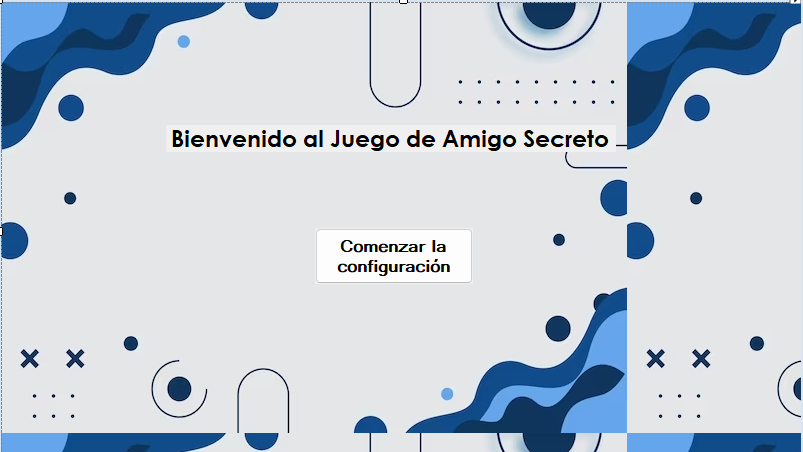 Bienvenido al Juego de Amigo Secreto
Comenzar la
configuración